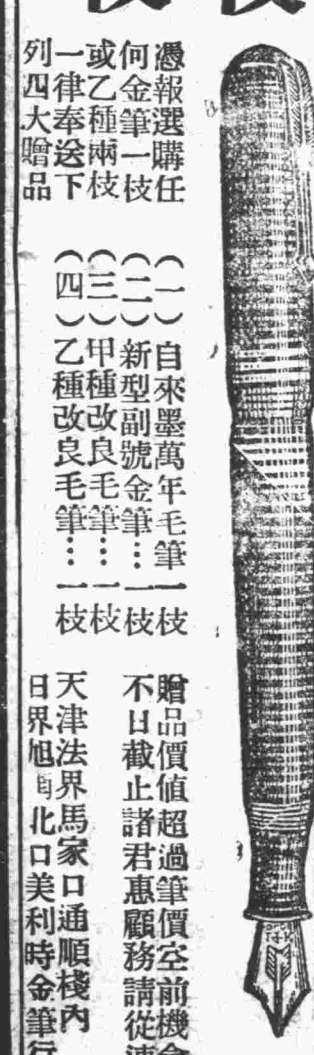 憑報選購任
何金筆一枝
或乙種兩枝
一律奉送下
列四大贈品
（一）自來墨萬年毛筆一枝
（二）新型副號金筆…一枝
（三）甲種改良毛筆…一枝
（四）乙種改良毛筆…一枝
贈品價值超過筆價空前機會
不日截止諸君惠顧務請從速
天津法界馬家口通順棧內
日界旭街北口美利時金筆行